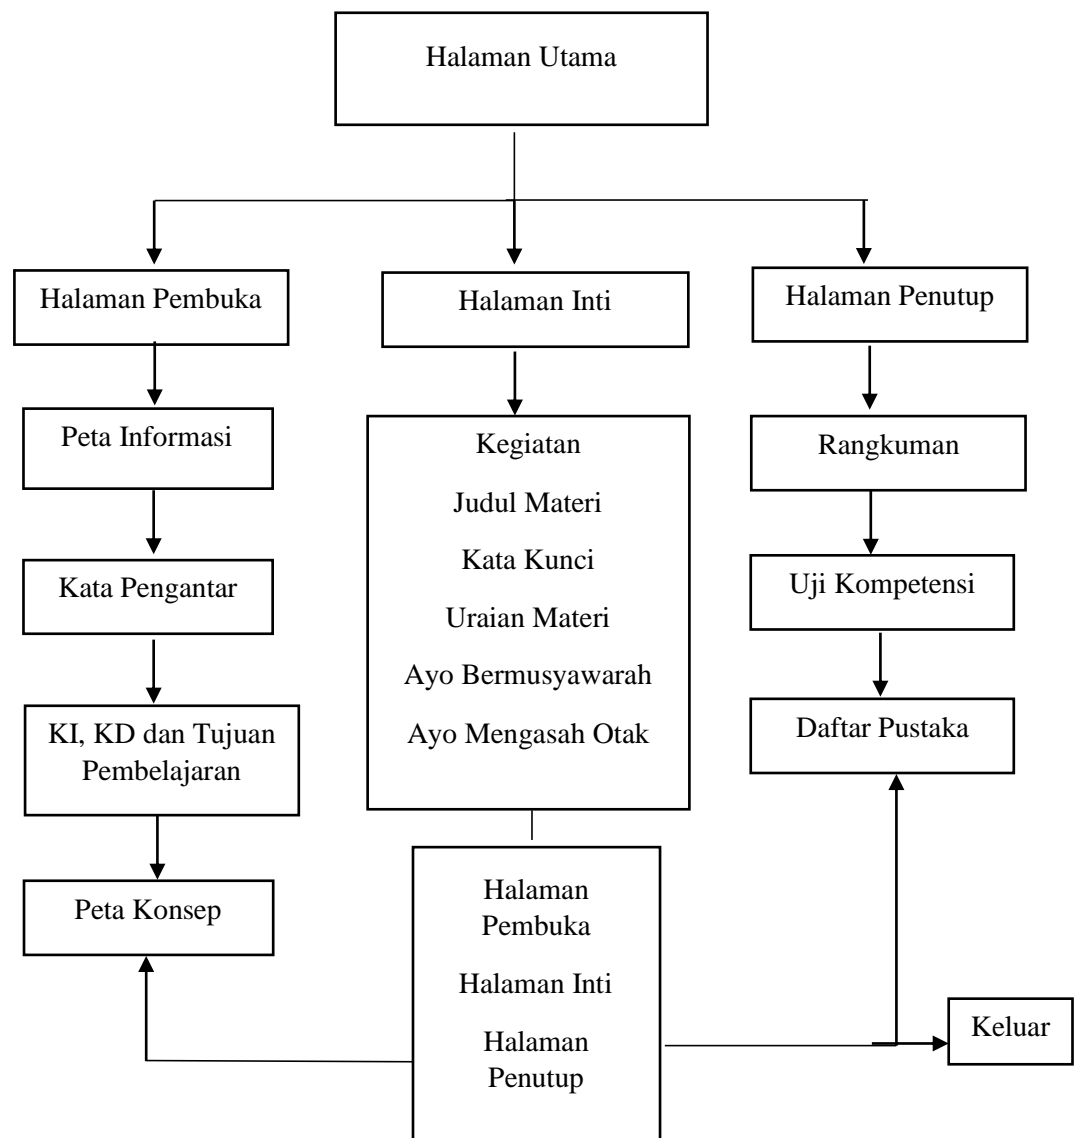 Halaman Utama
Halaman Pembuka
Halaman Inti
Halaman Penutup
Peta Informasi
Kegiatan
Judul Materi
Kata Kunci
Uraian Materi
Ayo Bermusyawarah
Ayo Mengasah Otak
Rangkuman
Kata Pengantar
Uji Kompetensi
KI, KD dan Tujuan
Pembelajaran
Daftar Pustaka
Peta Konsep
Halaman
Pembuka
Halaman Inti
Halaman
Penutup
Keluar